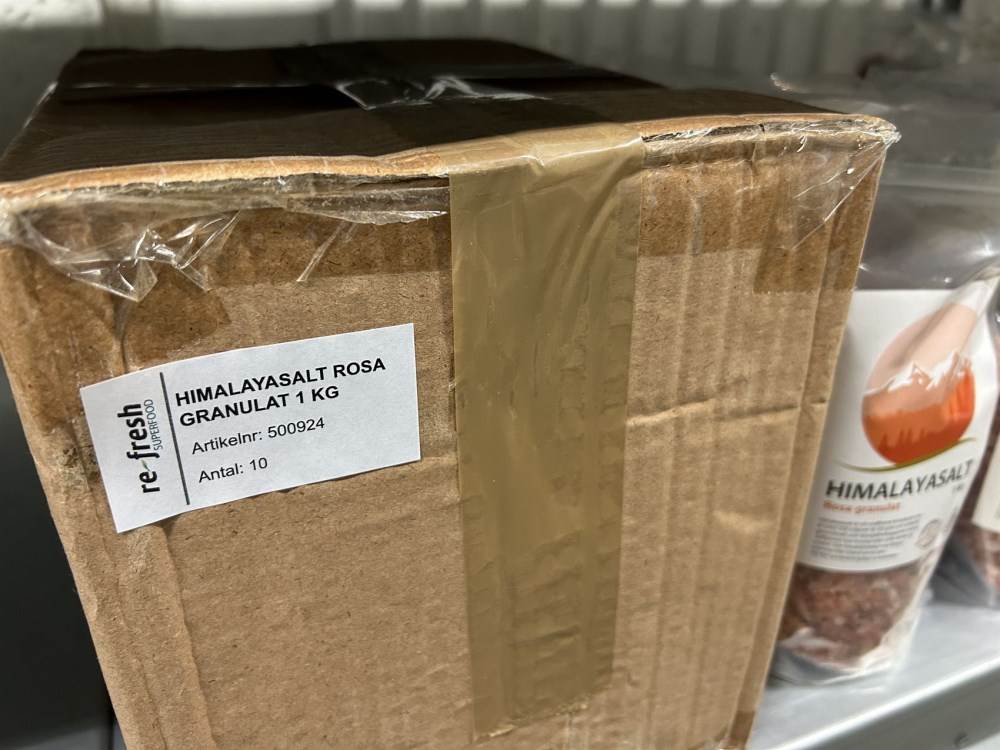 re-fresh
SUPERFOOD
HIMALAYASALT ROSA
GRANULAT 1 KG
Artikelnr: 500924
Antal: 10
HIMALAYASALT
Rosa granulat